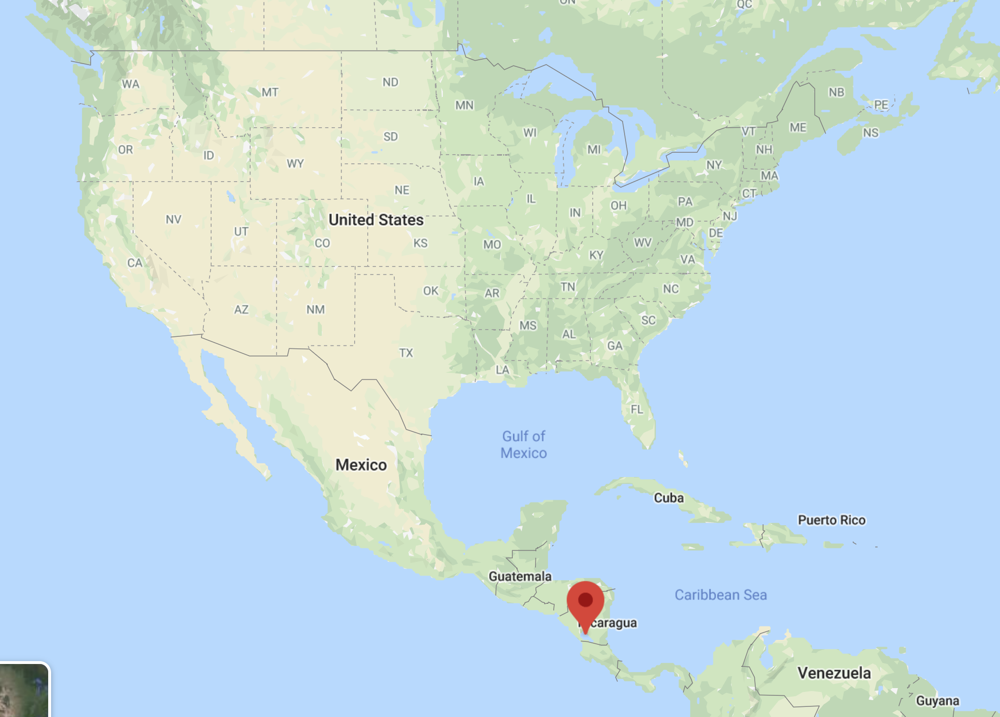 ON
QC
WA
MT
ND
MN
NB
PE
OR
ID
SD
WI
MI
VT
ME
NS
NH
WY
NY
IA
NE
MA
IL
CT
PA
OH
IN
NJ
NV
United States
MD
UT
DE
CO
KS
MO
WV
KY
VA
CA
OK
AR
TN
NC
AZ
NM
MS
SC
AL
TX
GA
LA
FL
Gulf of
Mexico
Mexico
Cuba
Puerto Rico
Guatemala
Caribbean Sea
Nicaragua
Venezuela
Guyana